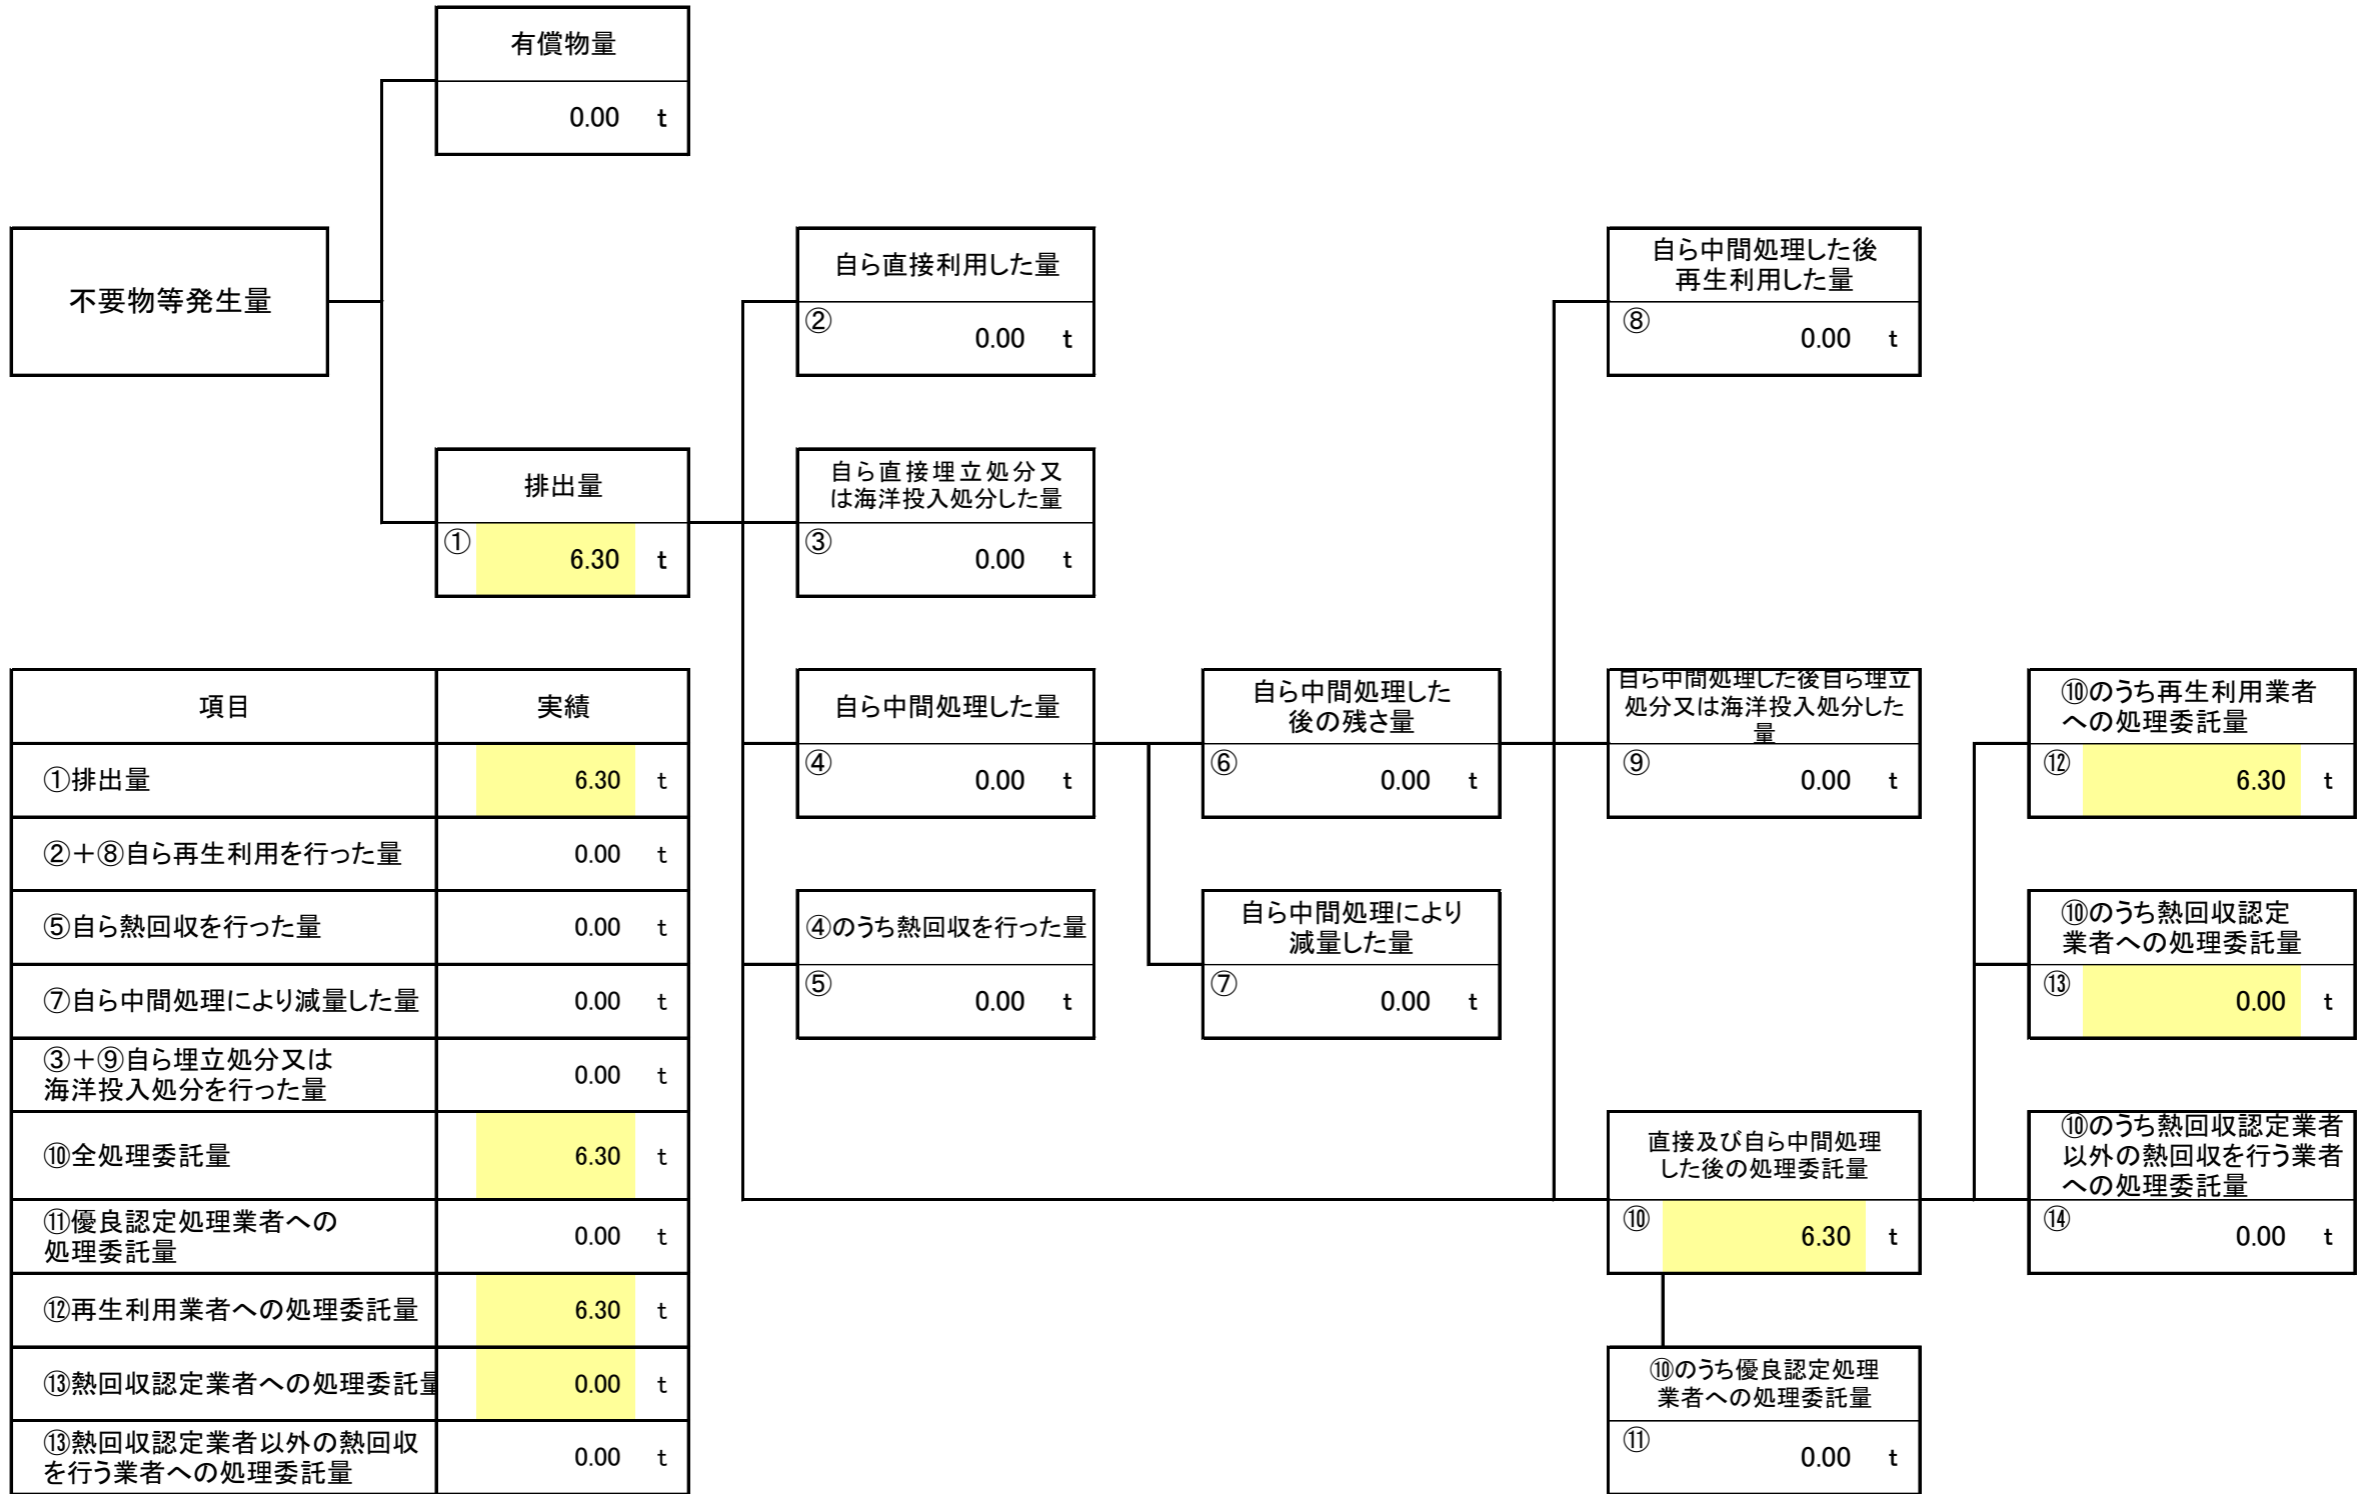 有償物量
0.00 t
不要物等発生量
自ら直接利用した量
② 0.00 t
自ら中間処理した後
再生利用した量
⑧ 0.00 t
排出量
① 6.30 t
自ら直接埋立処分又
は海洋投入処分した量
③ 0.00 t
自ら中間処理した量
④ 0.00 t
自ら中間処理した
後の残さ量
⑥ 0.00 t
自ら中間処理した後自ら埋立
処分又は海洋投入処分した
量
⑨ 0.00 t
⑩のうち再生利用業者
への処理委託量
⑫ 6.30 t
④のうち熱回収を行った量
⑤ 0.00 t
自ら中間処理により
減量した量
⑦ 0.00 t
⑩のうち熱回収認定
業者への処理委託量
⑬ 0.00 t
直接及び自ら中間処理
した後の処理委託量
⑩ 6.30 t
⑩のうち熱回収認定業者
以外の熱回収を行う業者
への処理委託量
⑭ 0.00 t
⑩のうち優良認定処理
業者への処理委託量
⑪ 0.00 t
項目 実績
①排出量 6.30 t
②＋⑧自ら再生利用を行った量 0.00 t
⑤自ら熱回収を行った量 0.00 t
⑦自ら中間処理により減量した量 0.00 t
③＋⑨自ら埋立処分又は
海洋投入処分を行った量 0.00 t
⑩全処理委託量 6.30 t
⑪優良認定処理業者への
処理委託量 0.00 t
⑫再生利用業者への処理委託量 6.30 t
⑬熱回収認定業者への処理委託量 0.00 t
⑬熱回収認定業者以外の熱回収
を行う業者への処理委託量 0.00 t